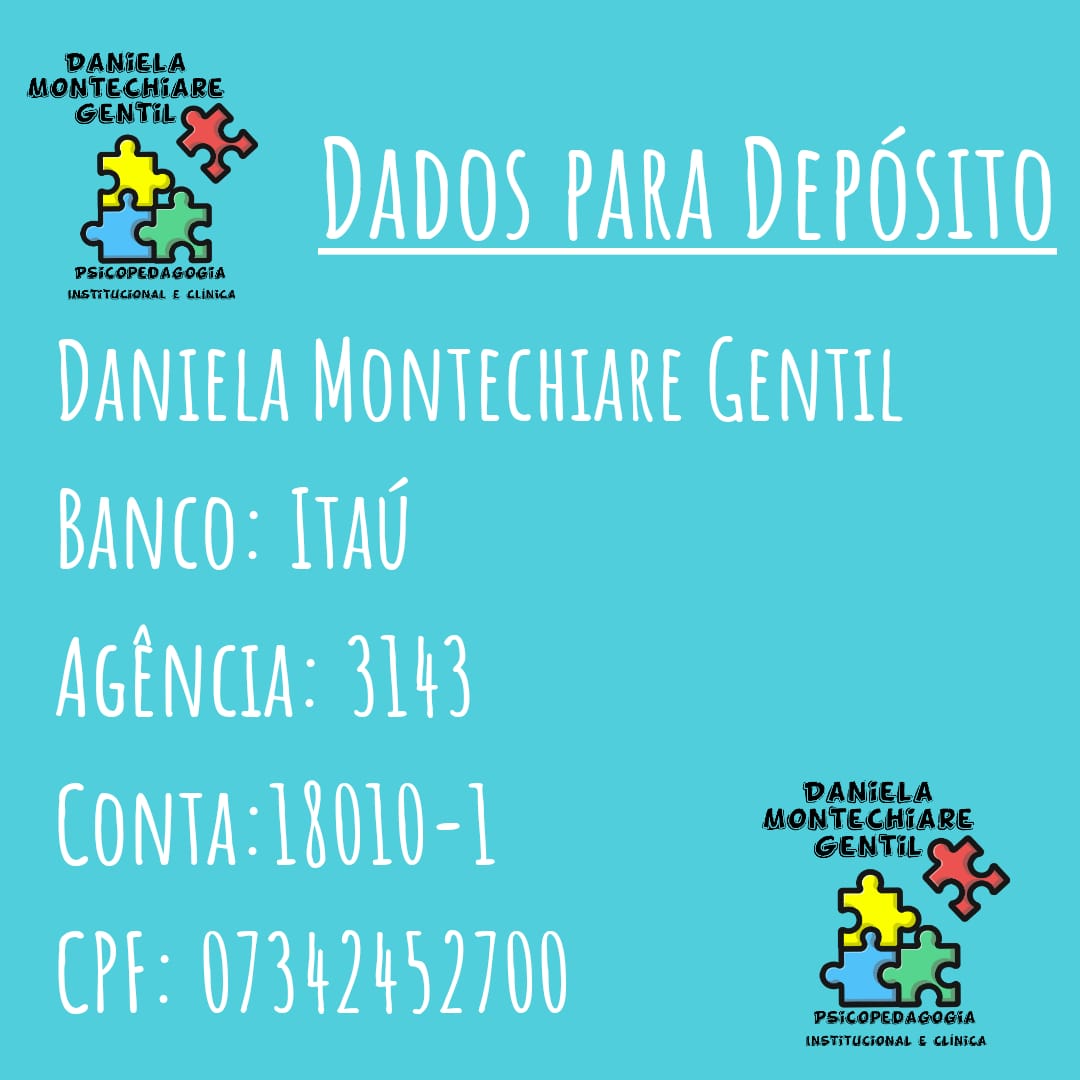 DANIELA
MONTECHIARE
GENTIL
PSICOPEDAGOGIA
INSTITUCIONAL E CLÍNICA
Dados para Depósito
Daniela Montechiare Gentil
Banco: Itaú
Agência: 3143
Conta:18010-1
CPF: 07342452700
DANIELA
MONTECHIARE
GENTIL
PSICOPEDAGOGIA
INSTITUCIONAL E CLÍNICA